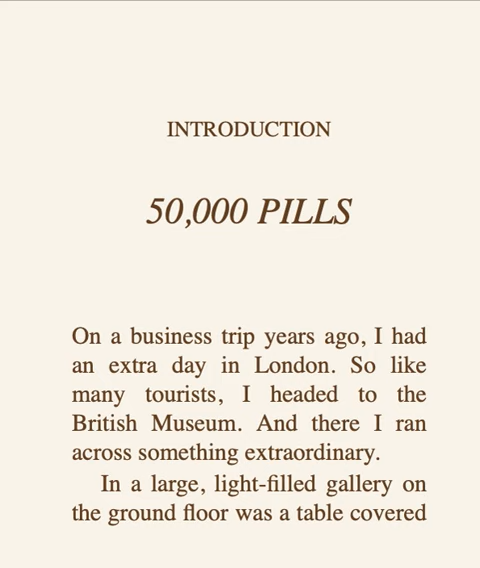 INTRODUCTION
50,000 PILLS
On a business trip years ago, I had
an extra day in London. So like
many tourists, I headed to the
British Museum. And there I ran
across something extraordinary.
In a large, light-filled gallery on
the ground floor was a table covered